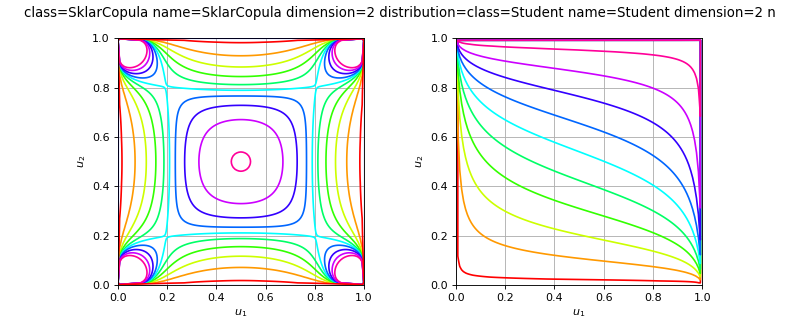 class=SklarCopula name=SklarCopula dimension=2 distribution=class=Student name=Student dimension=2 n
1.0 1.0
0.8 0.8
0.6 0.6
u2 u2
0.4 0.4
0.2 0.2
0.0 0.0
0.0 0.2 0.4 0.6 0.8 1.0 0.0 0.2 0.4 0.6 0.8 1.0
u1 u1